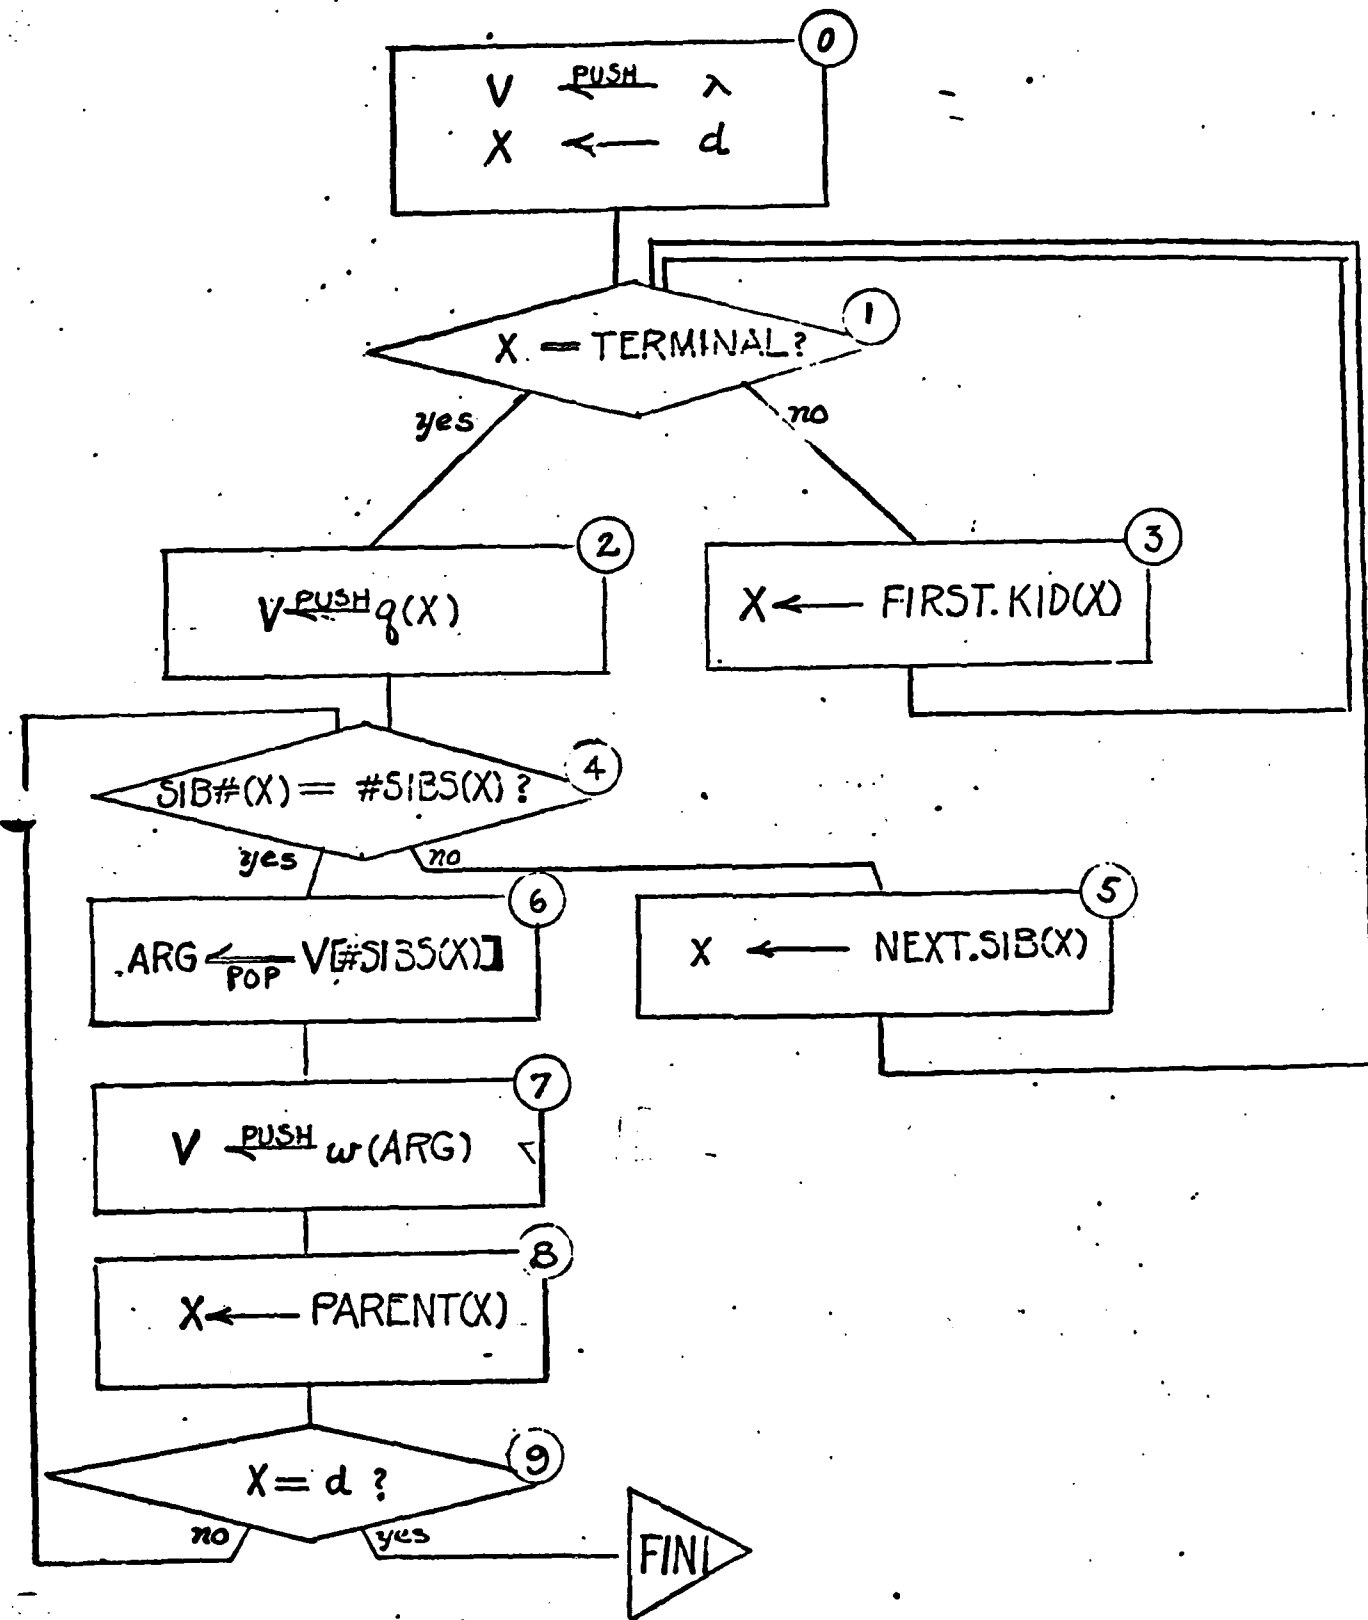 0
V ←PUSH λ
X ← d
1
X = TERMINAL?
yes
no
2
V ←PUSH q(X)
3
X ← FIRST.KID(X)
4
SIB#(X) = #SIBS(X)?
yes
no
6
ARG ←POP V[#SIBS(X)]
5
X ← NEXT.SIB(X)
7
V ←PUSH w(ARG)
8
X ← PARENT(X)
9
X = d ?
no
yes
FINI